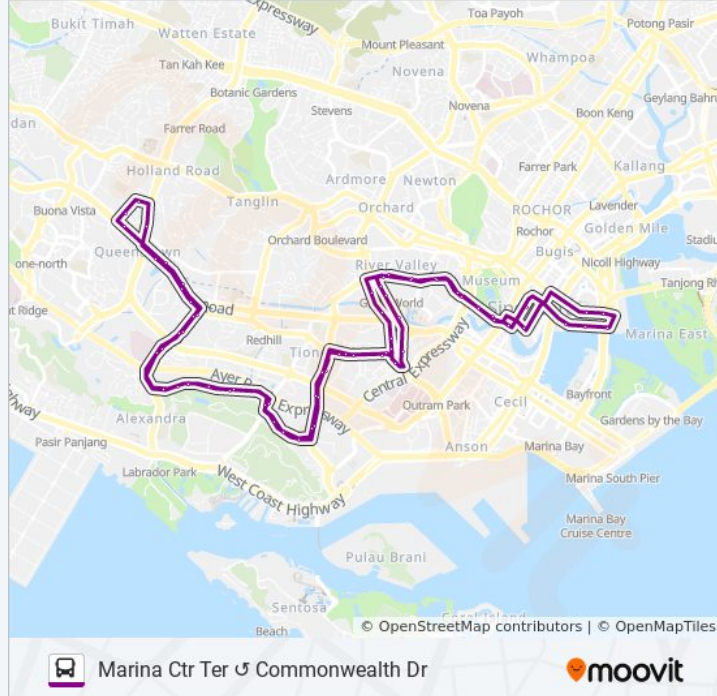 Toa Payoh
Potong Pasir
Bukit Timah
Watten Estate
Expressway
Mount Pleasant
Whampoa
Tan Kah Kee
Novena
Botanic Gardens
Geylang Bahr
Stevens
Novena
Boon Keng
dan
Farrer Road
Farrer Park
Kallang
Holland Road
Ardmore
Newton
Tanglin
Orchard
ROCHOR
Lavender
Buona Vista
Rochor
Golden Mile
Orchard Boulevard
Bugis
Stadiu
Queenstown
one-north
River Valley
Nicoll Highway
Museum
Tanjong Rh
nt Ridge
Road
Marina East
Redhill
Tion
Central Expressway
Bayfront
Outram Park
Cecil
Gardens by the Bay
Alexandra
Pasir Panjang
Anson
Marina Bay
Labrador Park
West Coast Highway
Marina South Pier
Marina Bay
Cruise Centre
Pulau Brani
Sentosa
Beach
© OpenStreetMap contributors | © OpenMapTiles
Marina Ctr Ter ↺ Commonwealth Dr
moovit